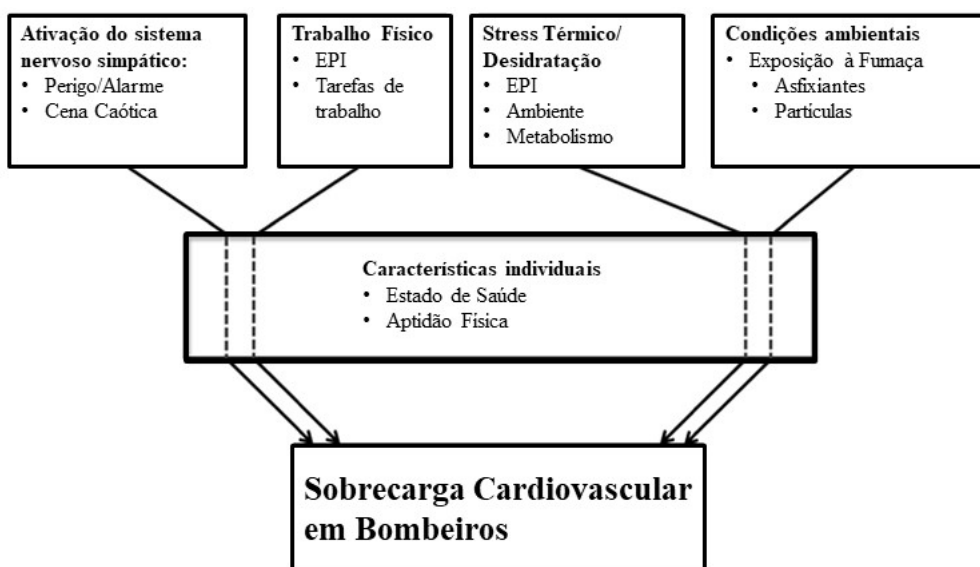 Ativação do sistema
nervoso simpático:
• Perigo/Alarme
• Cena Caótica
Trabalho Físico
• EPI
• Tarefas de
trabalho
Stress Térmico/
Desidratação
• EPI
• Ambiente
• Metabolismo
Condições ambientais
• Exposição à Fumaça
• Asfixiantes
• Partículas
Características individuais
• Estado de Saúde
• Aptidão Física
Sobrecarga Cardiovascular
em Bombeiros